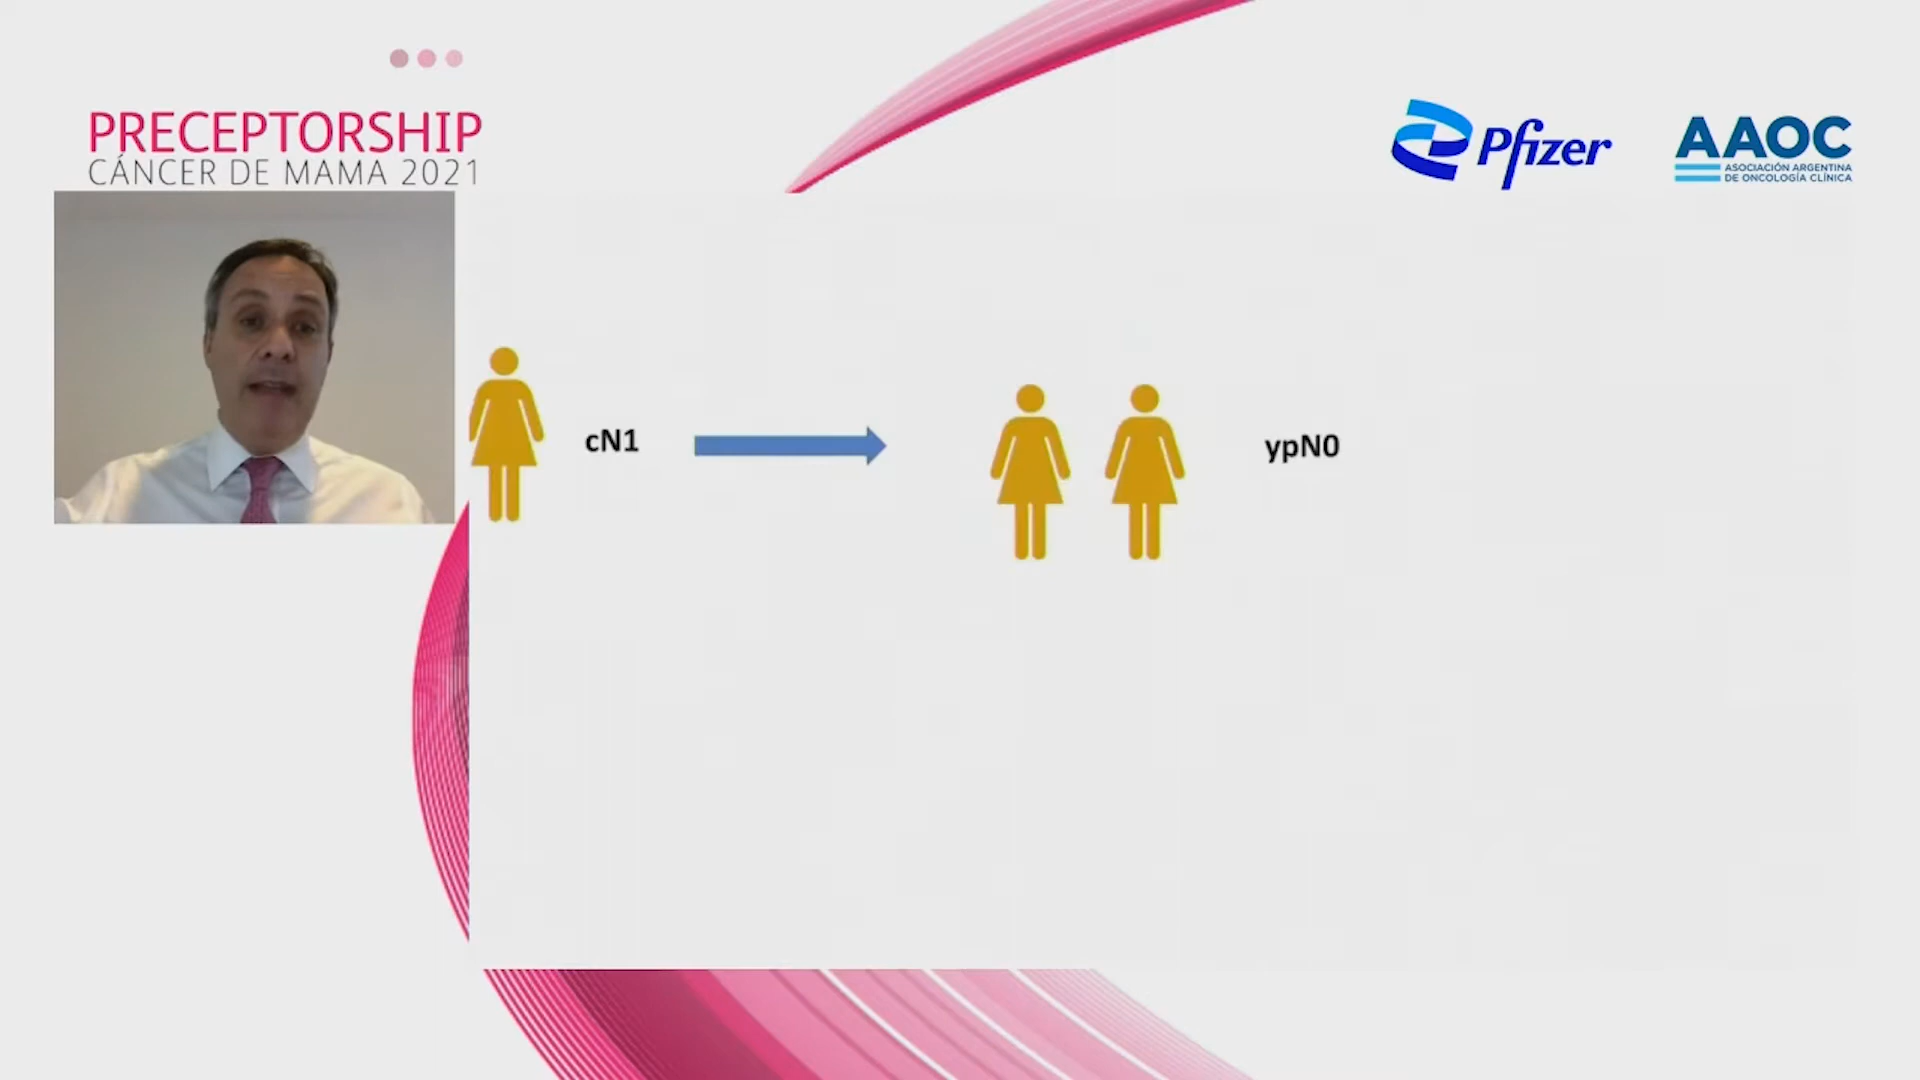 PRECEPTORSHIP
CÁNCER DE MAMA 2021
Pfizer
AAOC
ASOCIACIÓN ARGENTINA
DE ONCOLOGÍA CLÍNICA
cN1
ypN0